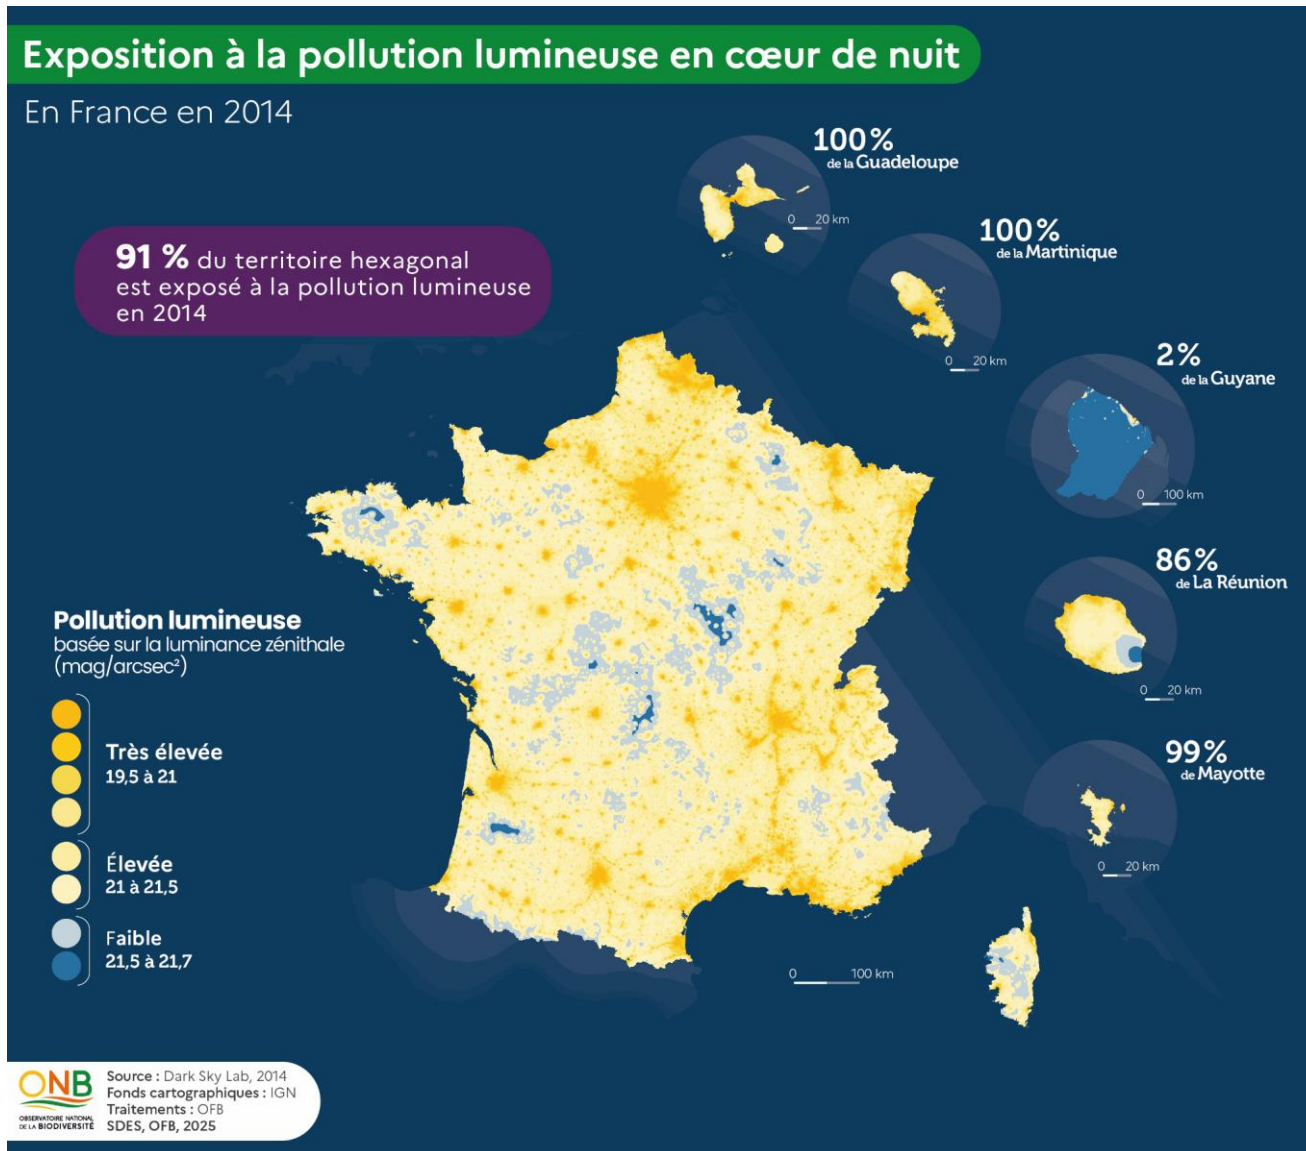 Exposition à la pollution lumineuse en cœur de nuit
En France en 2014
100%
de la Guadeloupe
0 20 km
91 % du territoire hexagonal
est exposé à la pollution lumineuse
en 2014
100%
de la Martinique
0 20 km
2%
de la Guyane
0 100 km
86%
de La Réunion
0 20 km
99%
de Mayotte
0 20 km
Pollution lumineuse
basée sur la luminance zénithale
(mag/arcsec²)
Très élevée
19,5 à 21
Élevée
21 à 21,5
Faible
21,5 à 21,7
0 100 km
ONB
OBSERVATOIRE NATIONAL
DE LA BIODIVERSITÉ
Source : Dark Sky Lab, 2014
Fonds cartographiques : IGN
Traitements : OFB
SDES, OFB, 2025